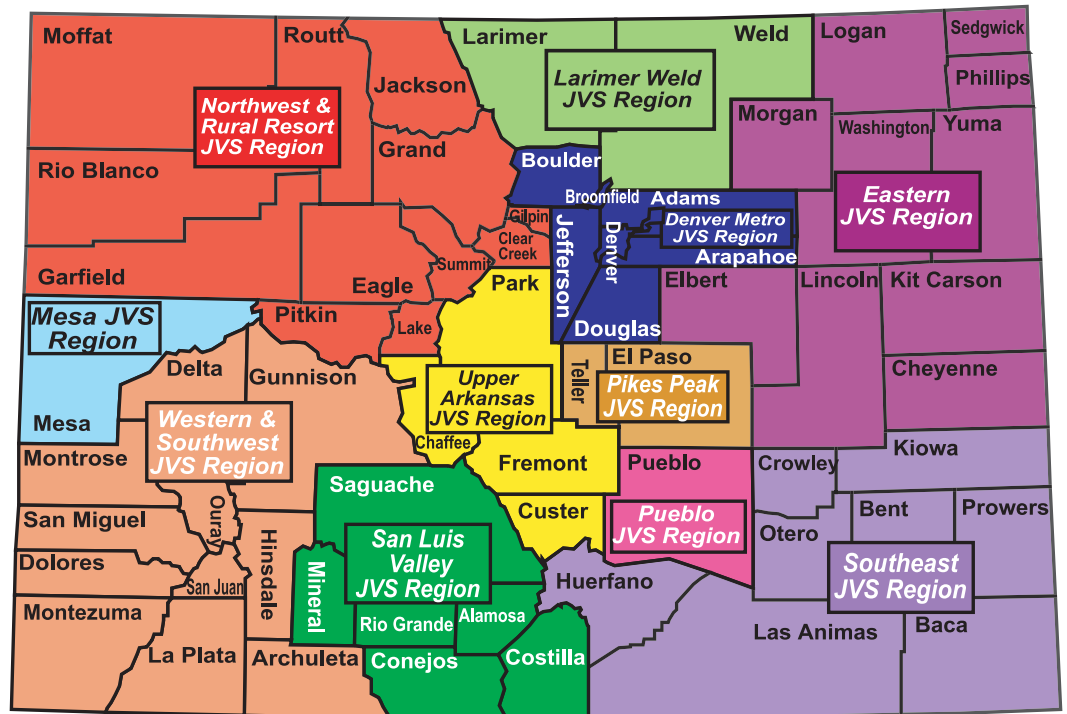 Moffat
Routt
Larimer
Weld
Logan
Sedgwick
Jackson
Larimer Weld
JVS Region
Phillips
Northwest &
Rural Resort
JVS Region
Morgan
Washington
Yuma
Rio Blanco
Grand
Boulder
Broomfield
Adams
Eastern
JVS Region
Gilpin
Jefferson
Denver
Denver Metro
JVS Region
Clear
Creek
Arapahoe
Garfield
Eagle
Summit
Park
Elbert
Lincoln
Kit Carson
Mesa JVS
Region
Pitkin
Lake
Douglas
Delta
Gunnison
Teller
El Paso
Cheyenne
Upper
Arkansas
JVS Region
Pikes Peak
JVS Region
Mesa
Western &
Southwest
JVS Region
Chaffee
Montrose
Fremont
Pueblo
Crowley
Kiowa
Saguache
San Miguel
Ouray
Custer
Pueblo
JVS Region
Bent
Prowers
Otero
Hinsdale
San Luis
Valley
JVS Region
Dolores
San Juan
Mineral
Huerfano
Southeast
JVS Region
Montezuma
Rio Grande
Alamosa
Las Animas
Baca
La Plata
Archuleta
Conejos
Costilla